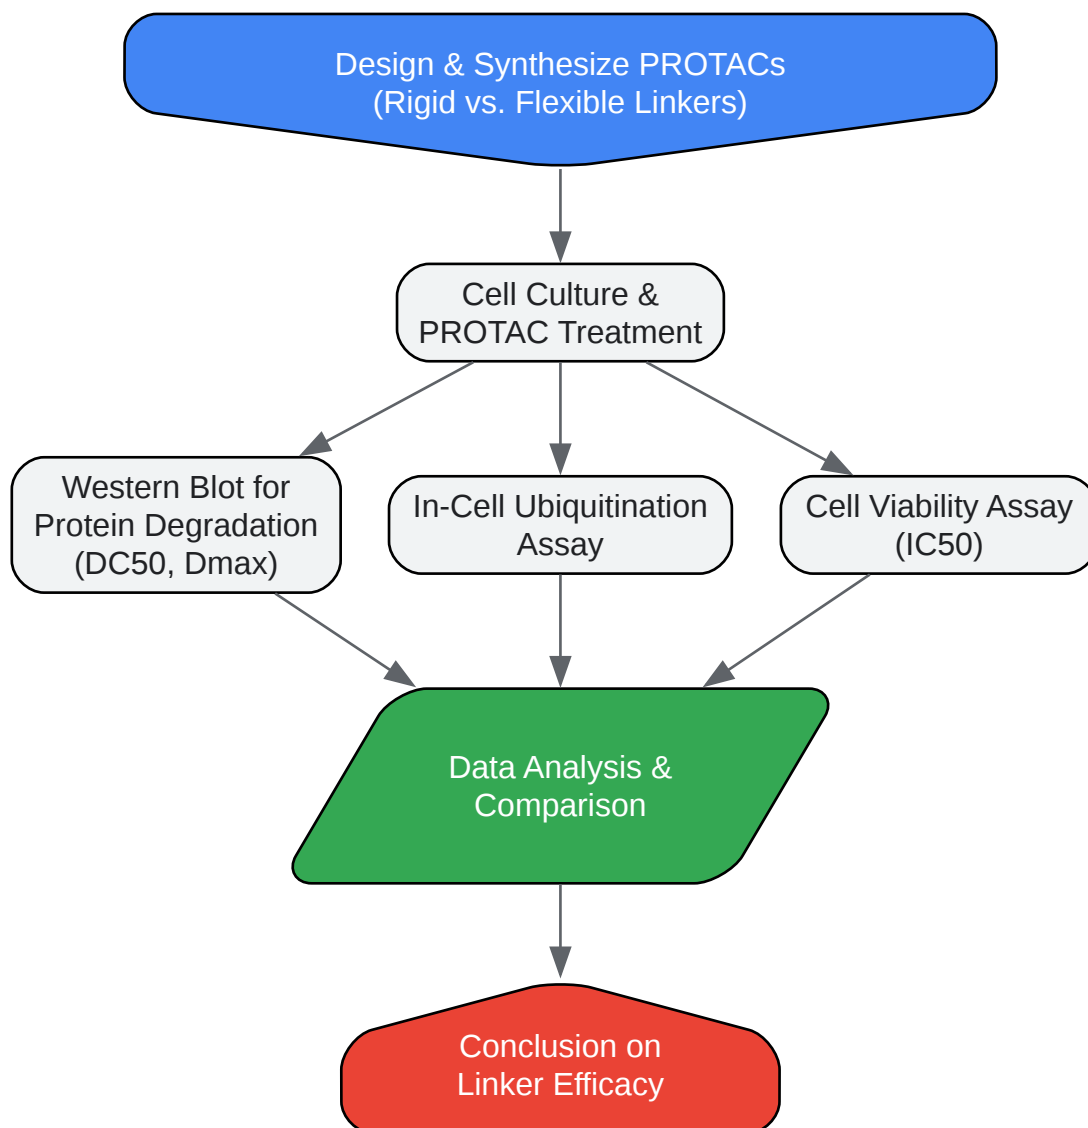 Design & Synthesize PROTACs
(Rigid vs. Flexible Linkers)
Cell Culture &
PROTAC Treatment
Western Blot for
Protein Degradation
(DC50, Dmax)
In-Cell Ubiquitination
Assay
Cell Viability Assay
(IC50)
Data Analysis &
Comparison
Conclusion on
Linker Efficacy